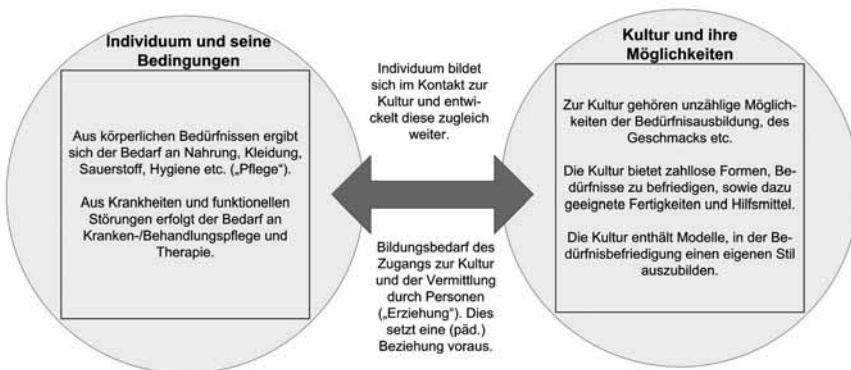 Individuum und seine
Bedingungen
Aus körperlichen Bedürfnissen ergibt
sich der Bedarf an Nahrung, Kleidung,
Sauerstoff, Hygiene etc. („Pflege“).
Aus Krankheiten und funktionellen
Störungen erfolgt der Bedarf an
Kranken-/Behandlungspflege und
Therapie.
Individuum bildet
sich im Kontakt zur
Kultur und entwi-
ckelt diese zugleich
weiter.
Bildungsbedarf des
Zugangs zur Kultur
und der Vermittlung
durch Personen
(„Erziehung“). Dies
setzt eine (päd.)
Beziehung voraus.
Kultur und ihre
Möglichkeiten
Zur Kultur gehören unzählige Möglich-
keiten der Bedürfnisausbildung, des
Geschmacks etc.
Die Kultur bietet zahllose Formen, Be-
dürfnisse zu befriedigen, sowie dazu
geeignete Fertigkeiten und Hilfsmittel.
Die Kultur enthält Modelle, in der Be-
dürfnisbefriedigung einen eigenen Stil
auszubilden.